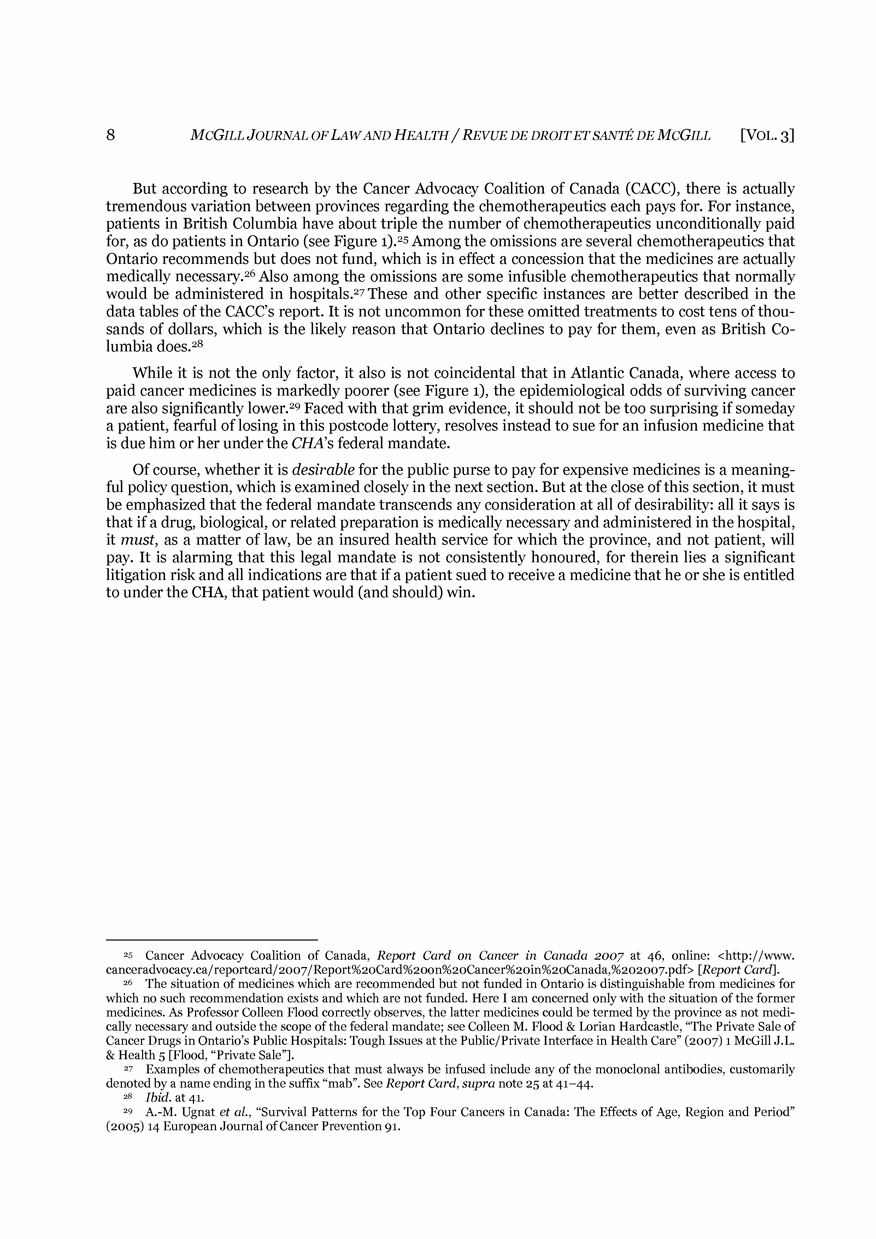 8 MCGILL JOURNAL OF LAW AND HEALTH / REVUE DE DROIT ET SANTÉ DE MCGILL [VOL. 3]
But according to research by the Cancer Advocacy Coalition of Canada (CACC), there is actually
tremendous variation between provinces regarding the chemotherapeutics each pays for. For instance,
patients in British Columbia have about triple the number of chemotherapeutics unconditionally paid
for, as do patients in Ontario (see Figure 1).25 Among the omissions are several chemotherapeutics that
Ontario recommends but does not fund, which is in effect a concession that the medicines are actually
medically necessary.26 Also among the omissions are some infusible chemotherapeutics that normally
would be administered in hospitals.27 These and other specific instances are better described in the
data tables of the CACC's report. It is not uncommon for these omitted treatments to cost tens of thou-
sands of dollars, which is the likely reason that Ontario declines to pay for them, even as British Co-
lumbia does.28
While it is not the only factor, it also is not coincidental that in Atlantic Canada, where access to
paid cancer medicines is markedly poorer (see Figure 1), the epidemiological odds of surviving cancer
are also significantly lower.29 Faced with that grim evidence, it should not be too surprising if someday
a patient, fearful of losing in this postcode lottery, resolves instead to sue for an infusion medicine that
is due him or her under the CHA's federal mandate.
Of course, whether it is desirable for the public purse to pay for expensive medicines is a meaning-
ful policy question, which is examined closely in the next section. But at the close of this section, it must
be emphasized that the federal mandate transcends any consideration at all of desirability: all it says is
that if a drug, biological, or related preparation is medically necessary and administered in the hospital,
it must, as a matter of law, be an insured health service for which the province, and not patient, will
pay. It is alarming that this legal mandate is not consistently honoured, for therein lies a significant
litigation risk and all indications are that if a patient sued to receive a medicine that he or she is entitled
to under the CHA, that patient would (and should) win.
25 Cancer Advocacy Coalition of Canada, Report Card on Cancer in Canada 2007 at 46, online: <http://www.
canceradvocacy.ca/reportcard/2007/Report%20Card%20on%20Cancer%20in%20Canada,%202007.pdf> [Report Card].
26 The situation of medicines which are recommended but not funded in Ontario is distinguishable from medicines for
which no such recommendation exists and which are not funded. Here I am concerned only with the situation of the former
medicines. As Professor Colleen Flood correctly observes, the latter medicines could be termed by the province as not medi-
cally necessary and outside the scope of the federal mandate; see Colleen M. Flood & Lorian Hardcastle, "The Private Sale of
Cancer Drugs in Ontario's Public Hospitals: Tough Issues at the Public/Private Interface in Health Care" (2007) 1 McGill J.L.
& Health 5 [Flood, "Private Sale"].
27 Examples of chemotherapeutics that must always be infused include any of the monoclonal antibodies, customarily
denoted by a name ending in the suffix "mab". See Report Card, supra note 25 at 41–44.
28 Ibid. at 41.
29 A.-M. Ugnat et al., "Survival Patterns for the Top Four Cancers in Canada: The Effects of Age, Region and Period"
(2005) 14 European Journal of Cancer Prevention 91.